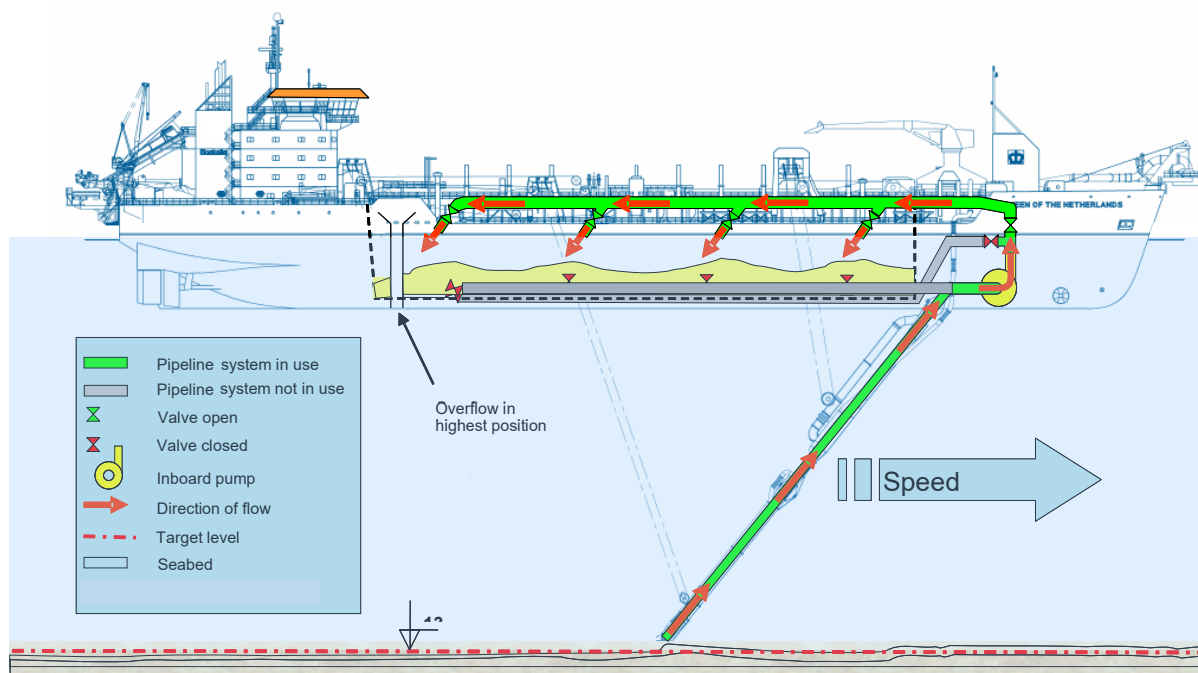 QUEEN OF THE NETHERLANDS
Overflow in
highest position
Pipeline system in use
Pipeline system not in use
Valve open
Valve closed
Inboard pump
Direction of flow
Target level
Seabed
Speed